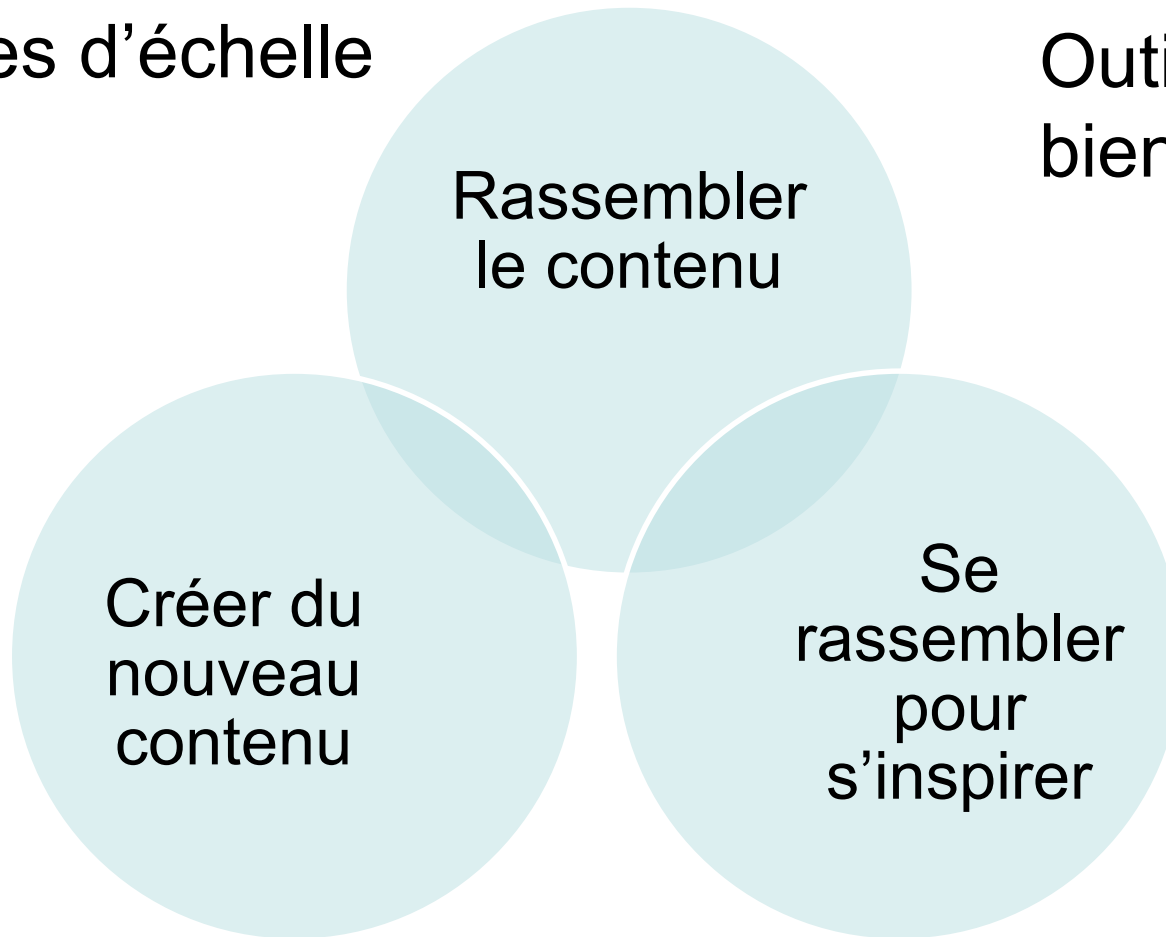 es d’échelle
Outi
bien
Rassembler
le contenu
Créer du
nouveau
contenu
Se
rassembler
pour
s’inspirer